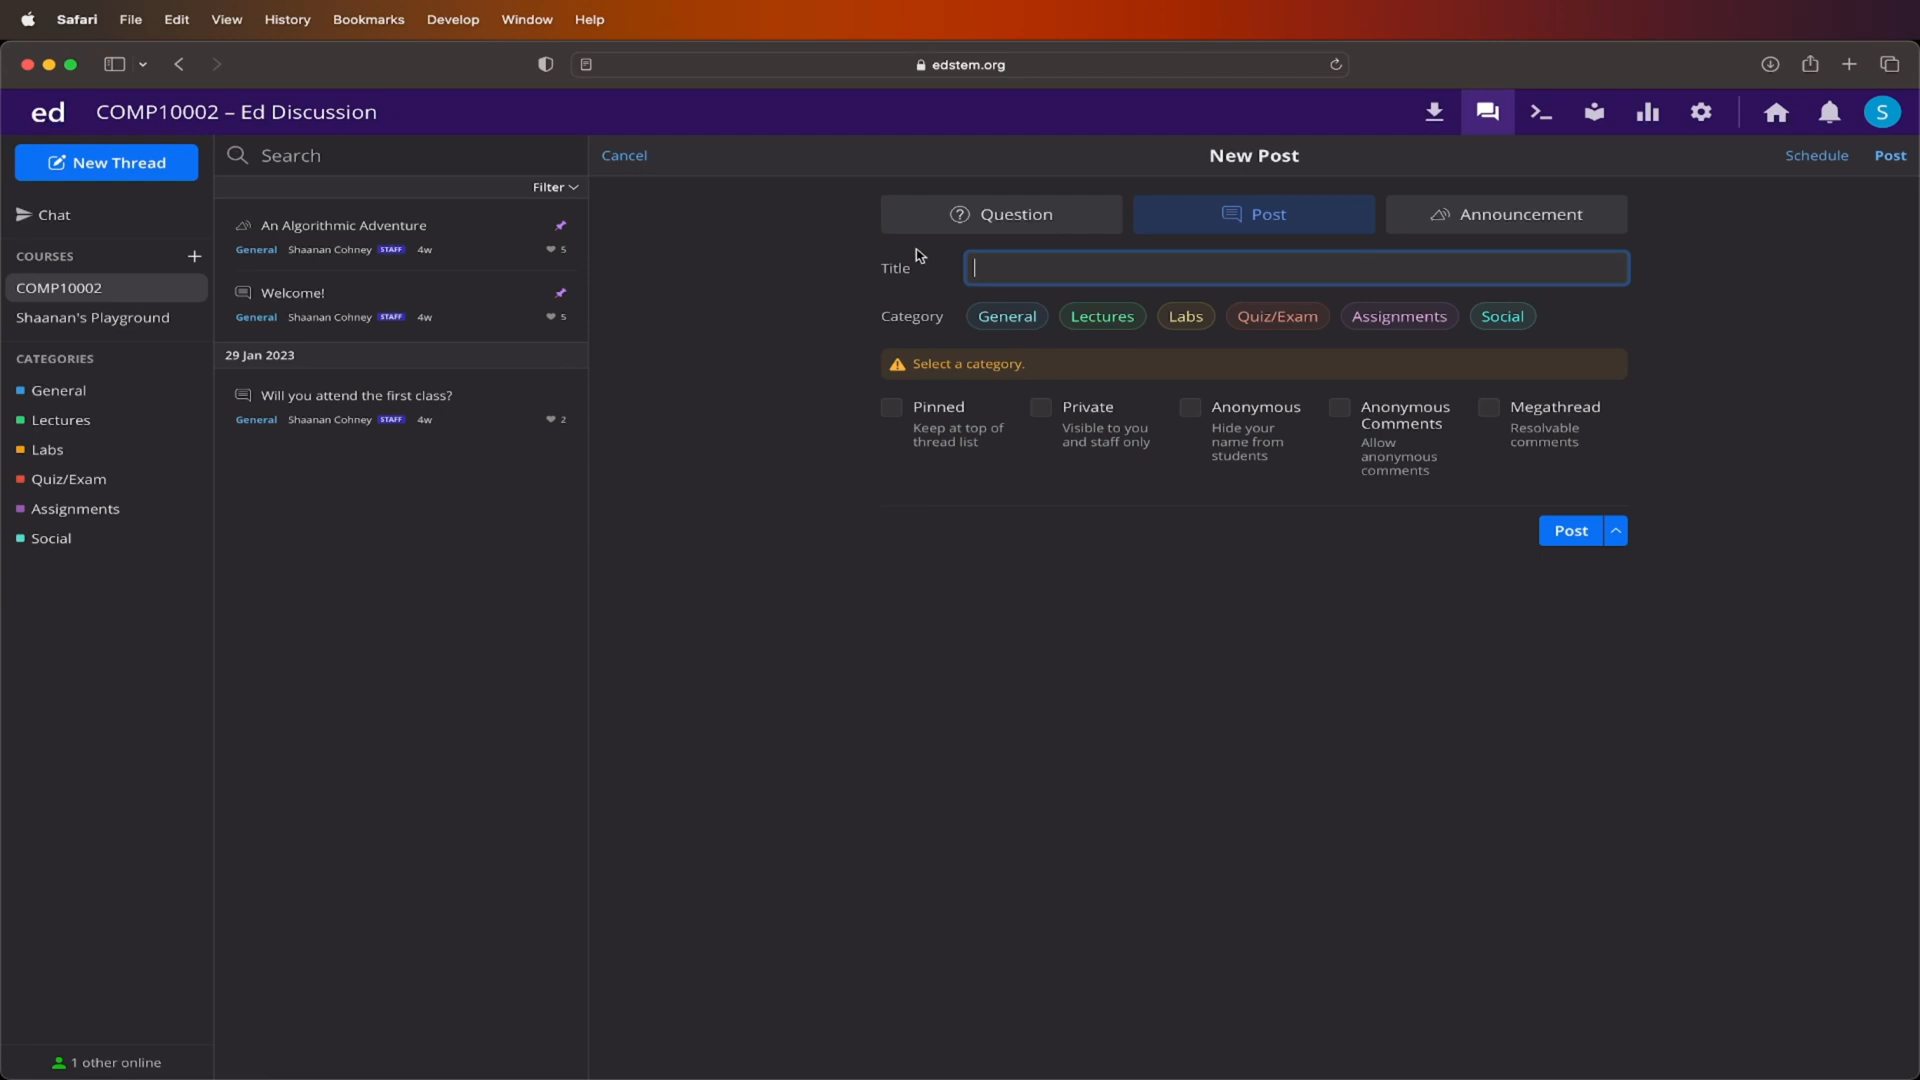 Safari File Edit View History Bookmarks Develop Window Help
edstem.org
ed COMP10002 – Ed Discussion
S
New Thread
Chat
COURSES
COMP10002
Shaanan's Playground
CATEGORIES
General
Lectures
Labs
Quiz/Exam
Assignments
Social
1 other online
Search
Filter
An Algorithmic Adventure
General Shaanan Cohney STAFF 4w 5
Welcome!
General Shaanan Cohney STAFF 4w 5
29 Jan 2023
Will you attend the first class?
General Shaanan Cohney STAFF 4w 2
Cancel New Post Schedule Post
Question Post Announcement
Title
Category General Lectures Labs Quiz/Exam Assignments Social
Select a category.
Pinned
Keep at top of
thread list
Private
Visible to you
and staff only
Anonymous
Hide your
name from
students
Anonymous
Comments
Allow
anonymous
comments
Megathread
Resolvable
comments
Post